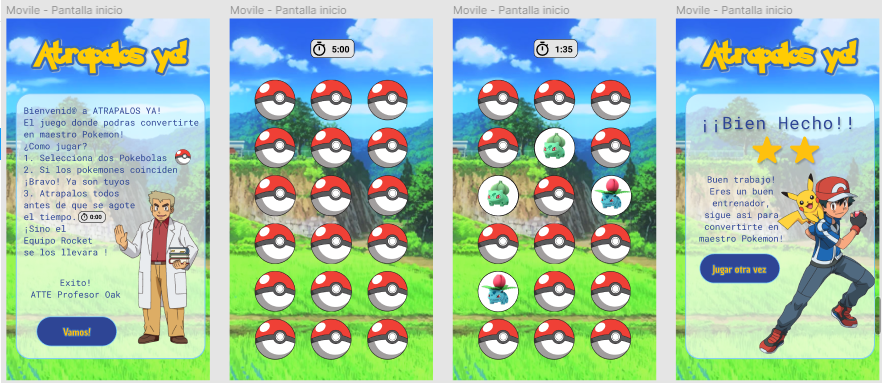 Movile - Pantalla inicio
Atrapalos ya
Bienvenid@ a ATRAPALOS YA!
El juego donde podras convertirte
en maestro Pokemon!
¿Como jugar?
1. Selecciona dos Pokebolas
2. Si los pokemones coinciden
¡Bravo! Ya son tuyos
3. Atrapalos todos
antes de que se agote
el tiempo. 0:00
¡Sino el
Equipo Rocket
se los llevara !
Exito!
ATTE Profesor Oak
Vamos!
Movile - Pantalla inicio
5:00
Movile - Pantalla inicio
1:35
Movile - Pantalla inicio
Atrapalos ya
¡¡Bien Hecho!!
Buen trabajo!
Eres un buen
entrenador,
sigue asi para
convertirte en
maestro Pokemon!
Jugar otra vez